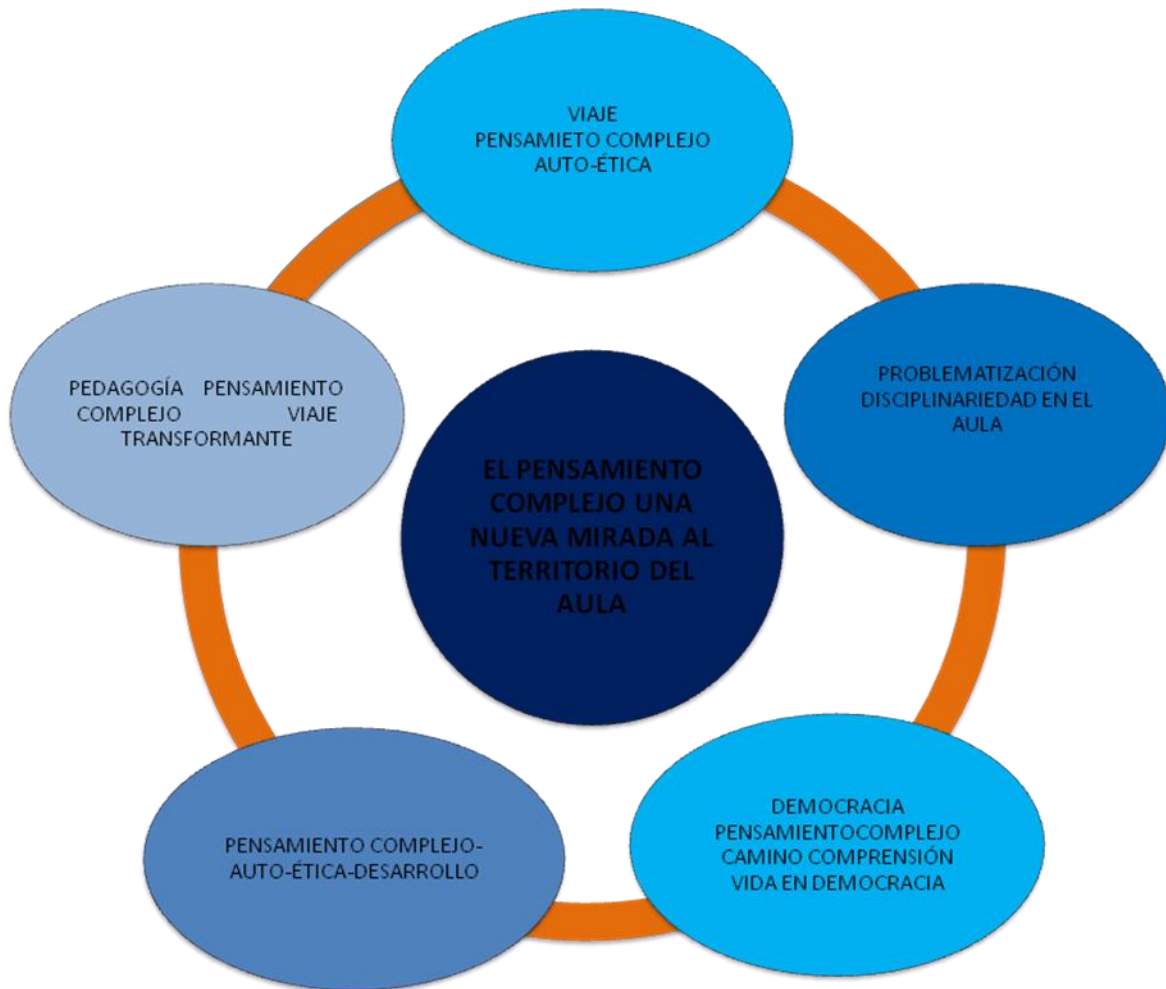 VIAJE
PENSAMIETO COMPLEJO
AUTO-ÉTICA
PROBLEMATIZACIÓN
DISCIPLINARIEDAD EN EL
AULA
DEMOCRACIA
PENSAMIENTOCOMPLEJO
CAMINO COMPRENSIÓN
VIDA EN DEMOCRACIA
PENSAMIENTO COMPLEJO-
AUTO-ÉTICA-DESARROLLO
PEDAGOGÍA PENSAMIENTO
COMPLEJO VIAJE
TRANSFORMANTE
EL PENSAMIENTO
COMPLEJO UNA
NUEVA MIRADA AL
TERRITORIO DEL
AULA